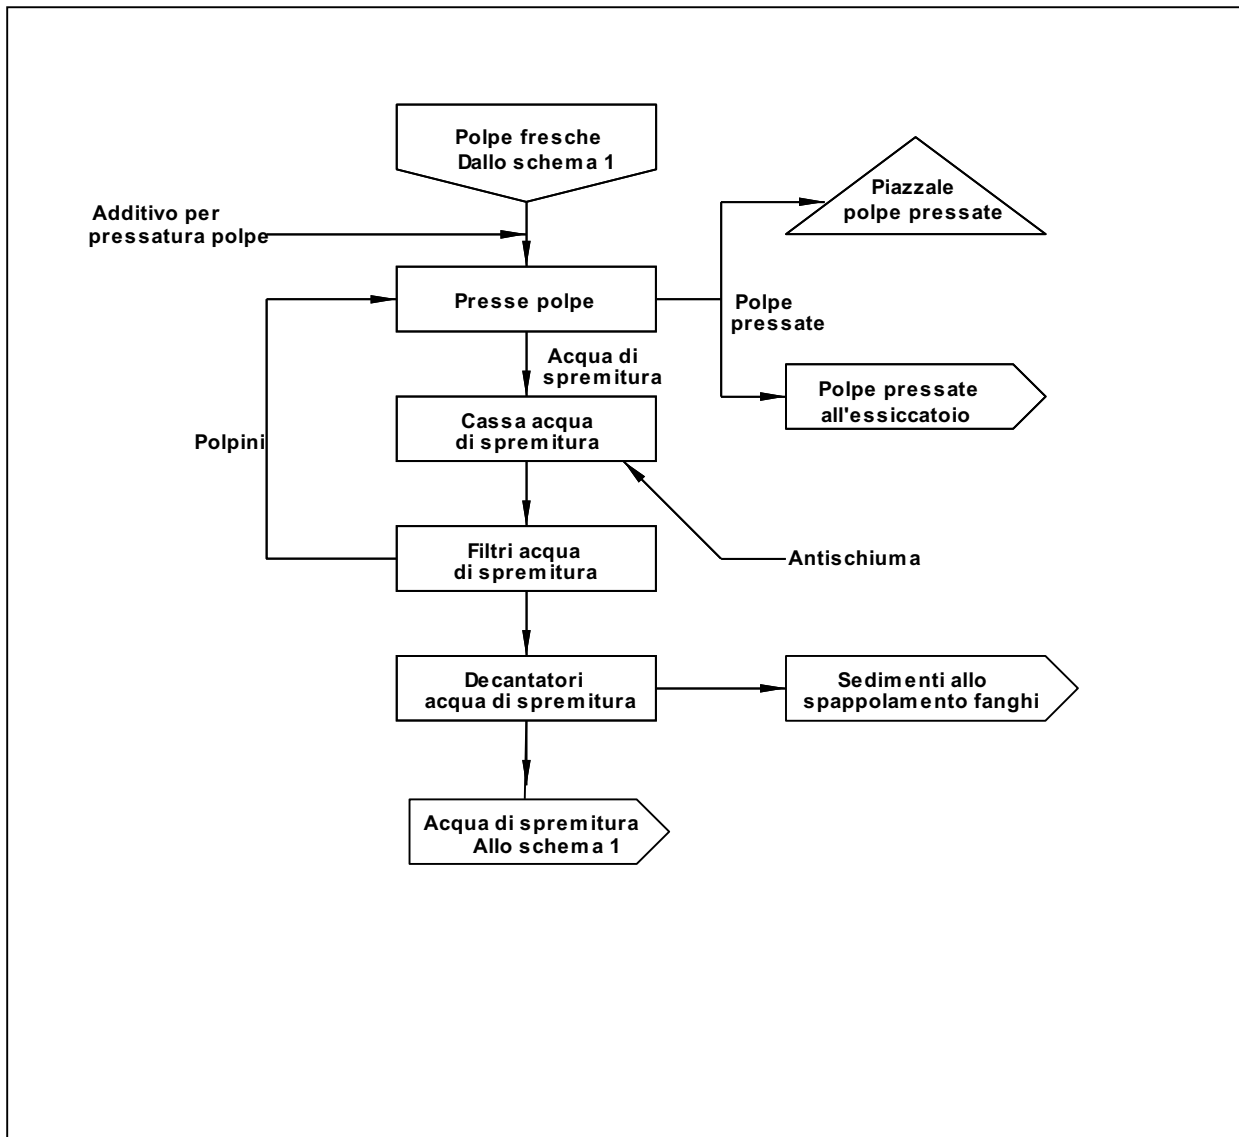 Polpe fresche
Dallo schema 1
Additivo per
pressatura polpe
Piazzale
polpe pressate
Presse polpe
Polpe
pressate
Acqua di
spremitura
Polpe pressate
all'essiccatoio
Cassa acqua
di spremitura
Polpini
Filtri acqua
di spremitura
Antischiuma
Decantatori
acqua di spremitura
Sedimenti allo
spappolamento fanghi
Acqua di spremitura
Allo schema 1